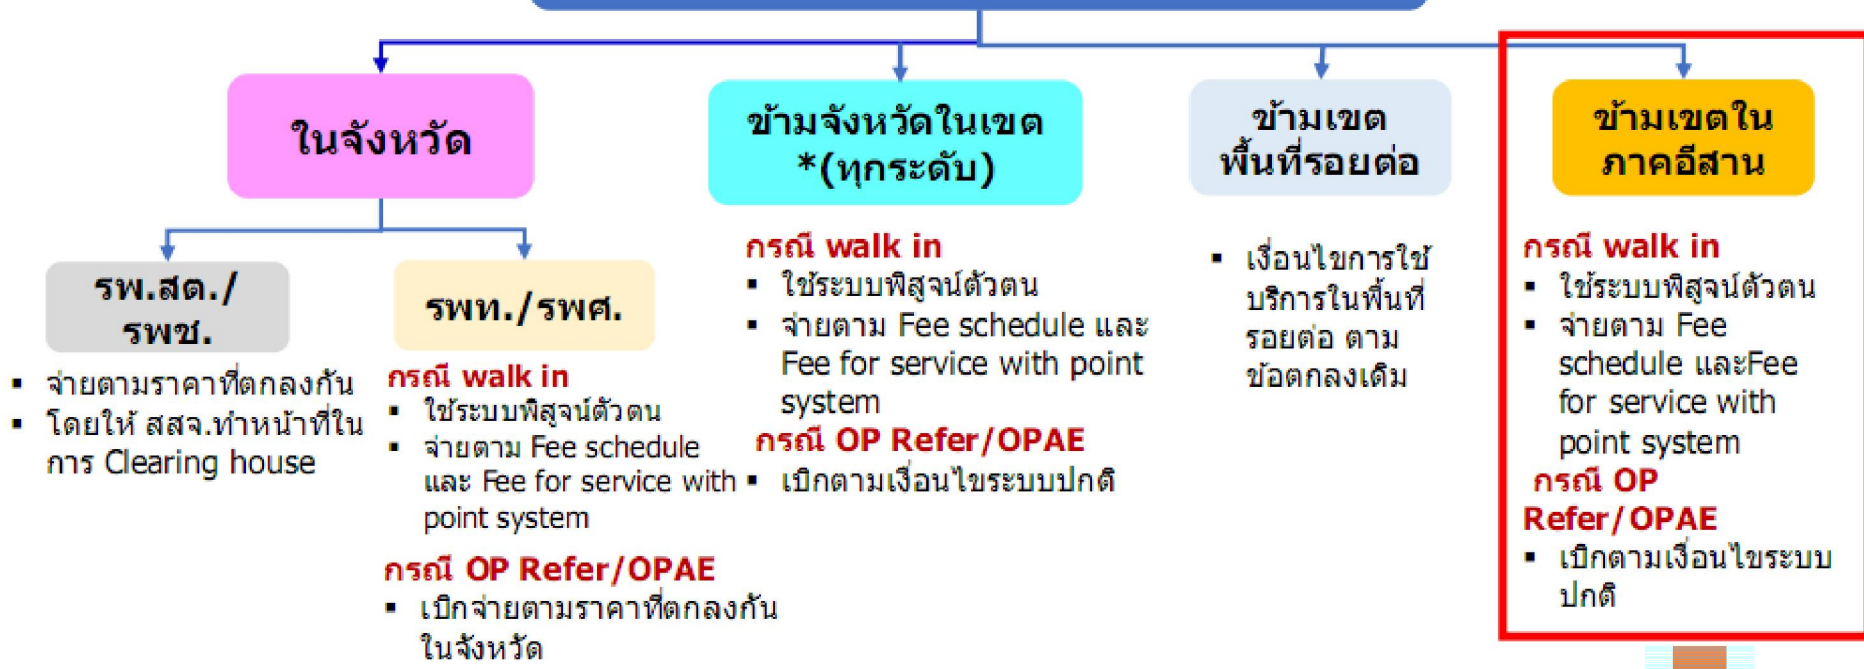 ในจังหวัด
รพ.สต./
รพช.
▪ จ่ายตามราคาที่ตกลงกัน
▪ โดยให้ สสจ.ทำหน้าที่ใน
การ Clearing house
รพท./รพศ.
กรณี walk in
▪ ใช้ระบบพิสูจน์ตัวตน
▪ จ่ายตาม Fee schedule
และ Fee for service with
point system
กรณี OP Refer/OPAE
▪ เบิกจ่ายตามราคาที่ตกลงกัน
ในจังหวัด
ข้ามจังหวัดในเขต
*(ทุกระดับ)
กรณี walk in
▪ ใช้ระบบพิสูจน์ตัวตน
▪ จ่ายตาม Fee schedule และ
Fee for service with point
system
กรณี OP Refer/OPAE
▪ เบิกตามเงื่อนไขระบบปกติ
ข้ามเขต
พื้นที่รอยต่อ
▪ เงื่อนไขการใช้
บริการในพื้นที่
รอยต่อ ตาม
ข้อตกลงเดิม
ข้ามเขตใน
ภาคอีสาน
กรณี walk in
▪ ใช้ระบบพิสูจน์ตัวตน
▪ จ่ายตาม Fee
schedule และFee
for service with
point system
กรณี OP
Refer/OPAE
▪ เบิกตามเงื่อนไขระบบ
ปกติ